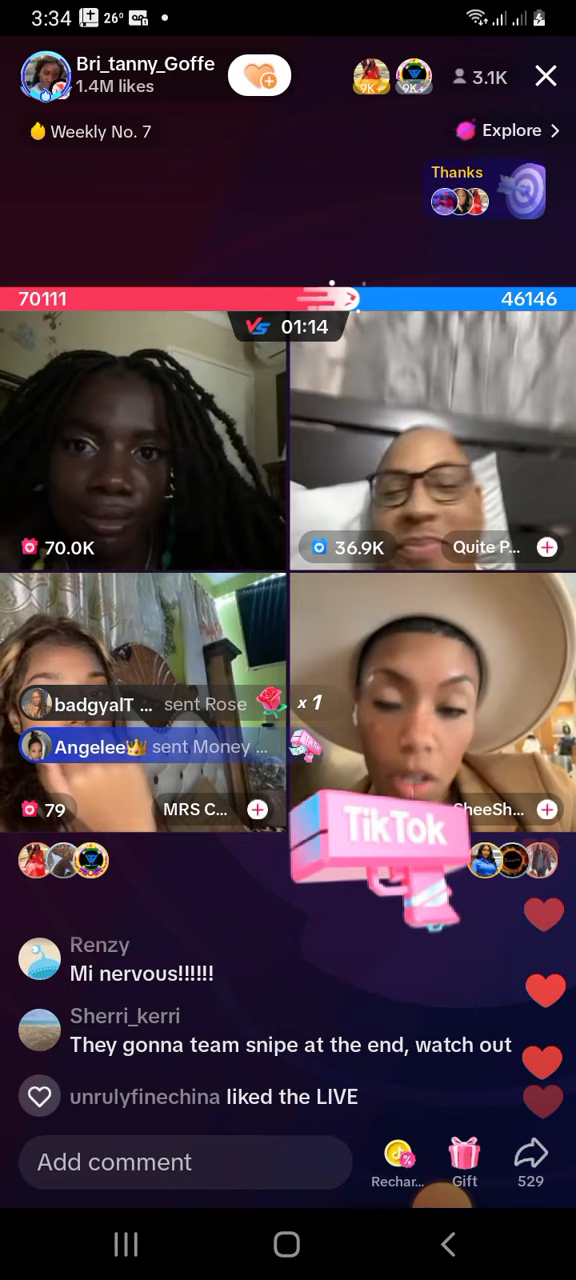 3:34
26°
Bri_tanny_Goffe
1.4M likes
9K+
9K+
3.1K
Weekly No. 7
Explore
Thanks
70111
46146
VS 01:14
70.0K
36.9K
Quite P...
badgyalT ... sent Rose x 1
Angelee👑 sent Money ...
79
MRS C...
SheeSh...
TikTok
Renzy
Mi nervous!!!!!!
Sherri_kerri
They gonna team snipe at the end, watch out
unrulyfinechina liked the LIVE
Add comment
Rechar...
Gift
529